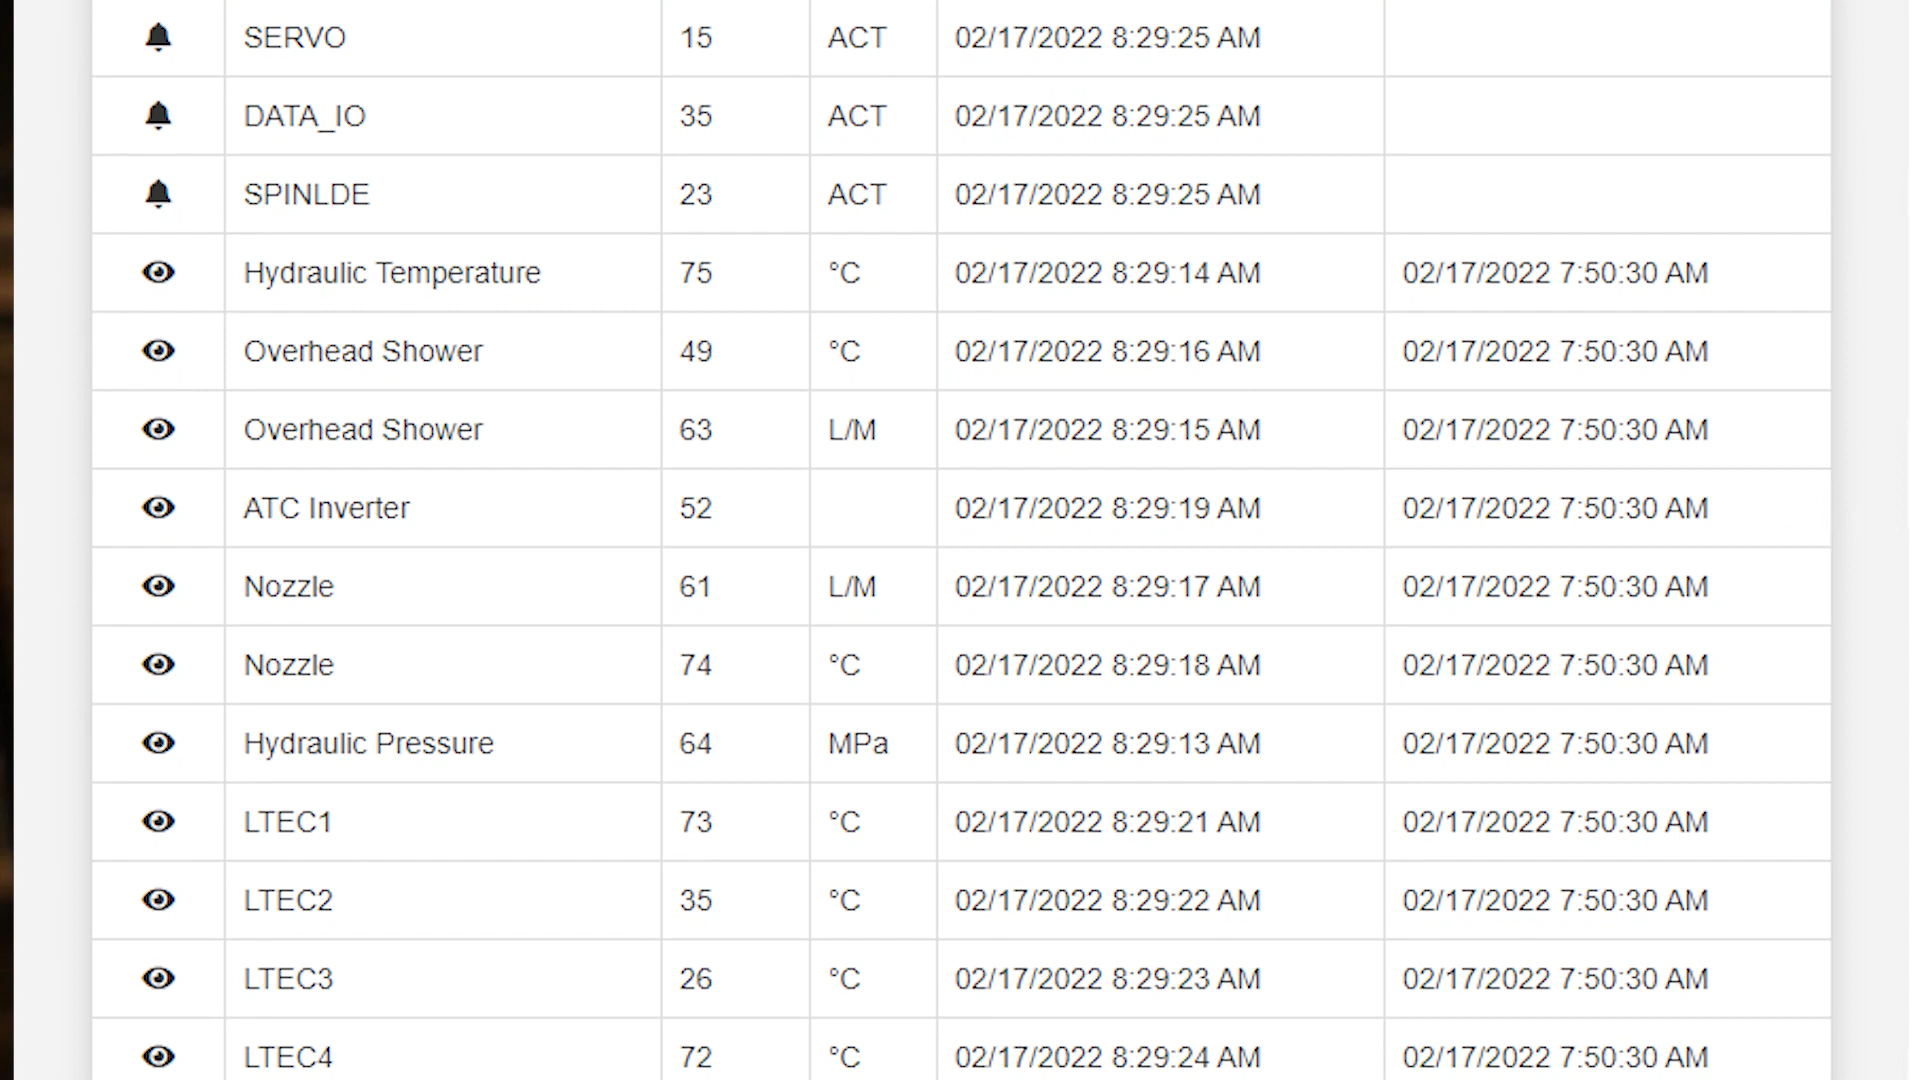 SERVO 15 ACT 02/17/2022 8:29:25 AM
DATA_IO 35 ACT 02/17/2022 8:29:25 AM
SPINLDE 23 ACT 02/17/2022 8:29:25 AM
Hydraulic Temperature 75 °C 02/17/2022 8:29:14 AM 02/17/2022 7:50:30 AM
Overhead Shower 49 °C 02/17/2022 8:29:16 AM 02/17/2022 7:50:30 AM
Overhead Shower 63 L/M 02/17/2022 8:29:15 AM 02/17/2022 7:50:30 AM
ATC Inverter 52 02/17/2022 8:29:19 AM 02/17/2022 7:50:30 AM
Nozzle 61 L/M 02/17/2022 8:29:17 AM 02/17/2022 7:50:30 AM
Nozzle 74 °C 02/17/2022 8:29:18 AM 02/17/2022 7:50:30 AM
Hydraulic Pressure 64 MPa 02/17/2022 8:29:13 AM 02/17/2022 7:50:30 AM
LTEC1 73 °C 02/17/2022 8:29:21 AM 02/17/2022 7:50:30 AM
LTEC2 35 °C 02/17/2022 8:29:22 AM 02/17/2022 7:50:30 AM
LTEC3 26 °C 02/17/2022 8:29:23 AM 02/17/2022 7:50:30 AM
LTEC4 72 °C 02/17/2022 8:29:24 AM 02/17/2022 7:50:30 AM